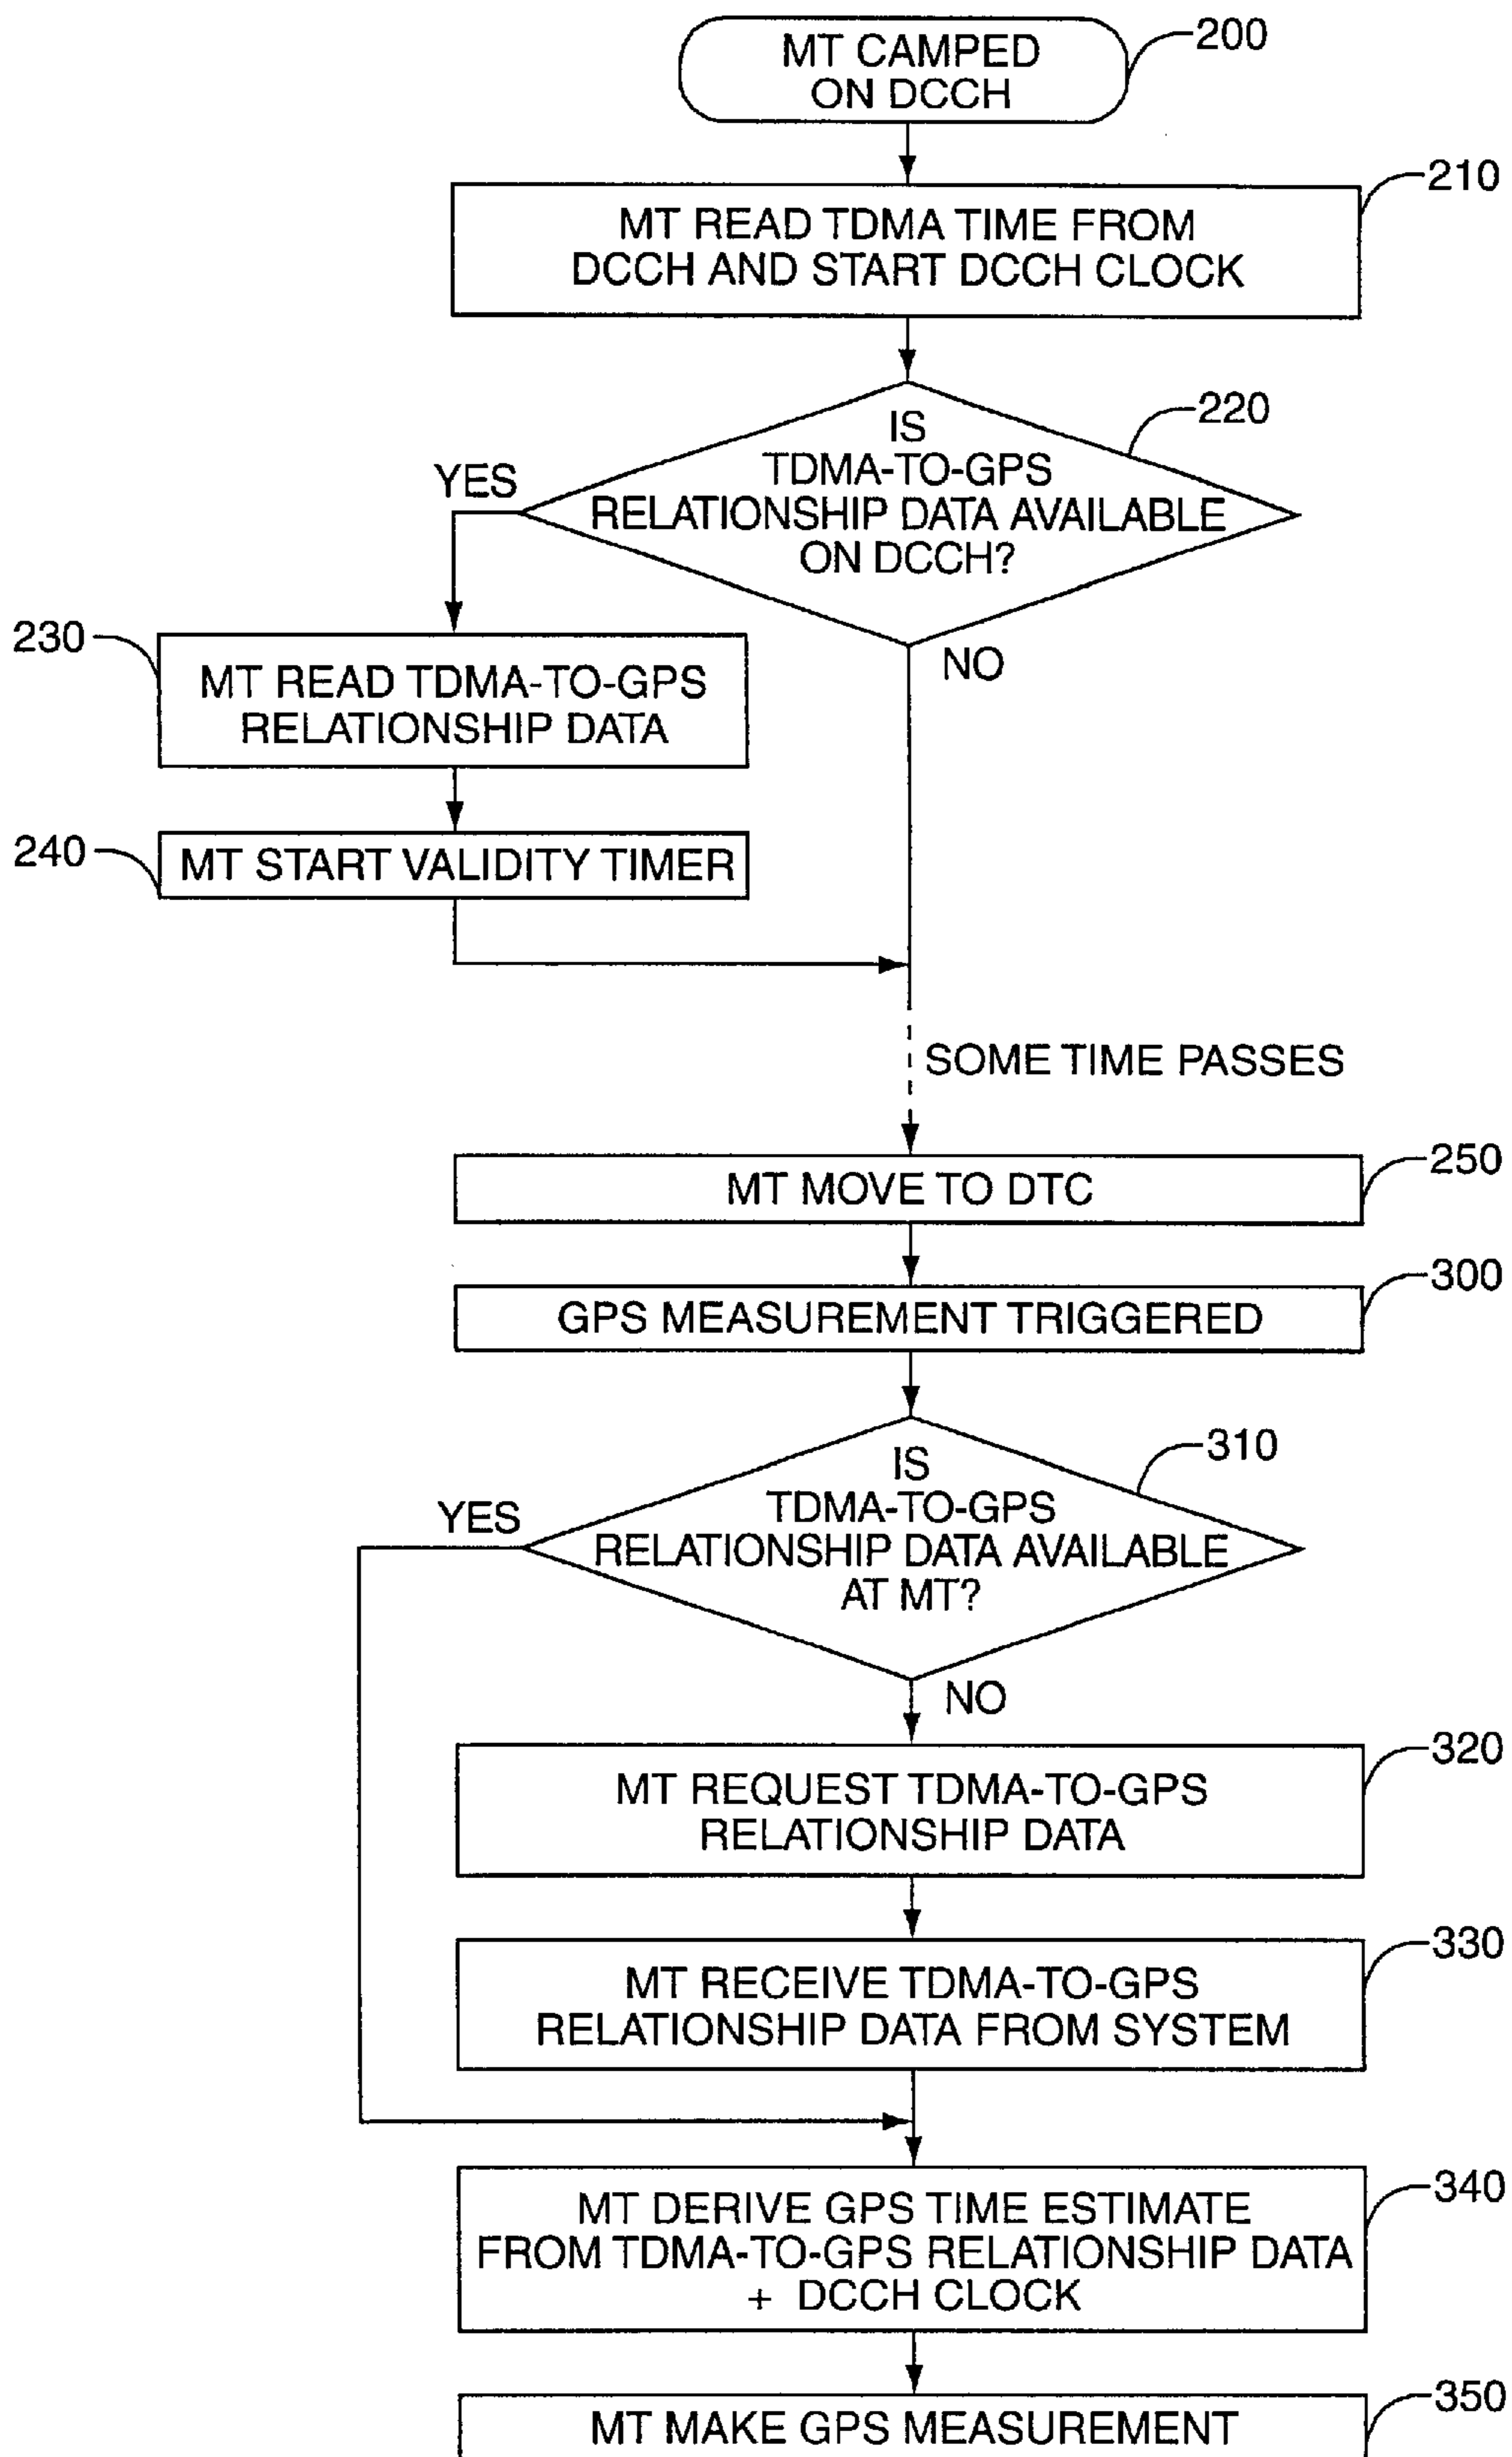 MT CAMPED
ON DCCH
200
210
MT READ TDMA TIME FROM
DCCH AND START DCCH CLOCK
220
IS
TDMA-TO-GPS
RELATIONSHIP DATA AVAILABLE
ON DCCH?
YES
NO
230
MT READ TDMA-TO-GPS
RELATIONSHIP DATA
240
MT START VALIDITY TIMER
SOME TIME PASSES
250
MT MOVE TO DTC
300
GPS MEASUREMENT TRIGGERED
310
IS
TDMA-TO-GPS
RELATIONSHIP DATA AVAILABLE
AT MT?
YES
NO
320
MT REQUEST TDMA-TO-GPS
RELATIONSHIP DATA
330
MT RECEIVE TDMA-TO-GPS
RELATIONSHIP DATA FROM SYSTEM
340
MT DERIVE GPS TIME ESTIMATE
FROM TDMA-TO-GPS RELATIONSHIP DATA
+ DCCH CLOCK
350
MT MAKE GPS MEASUREMENT